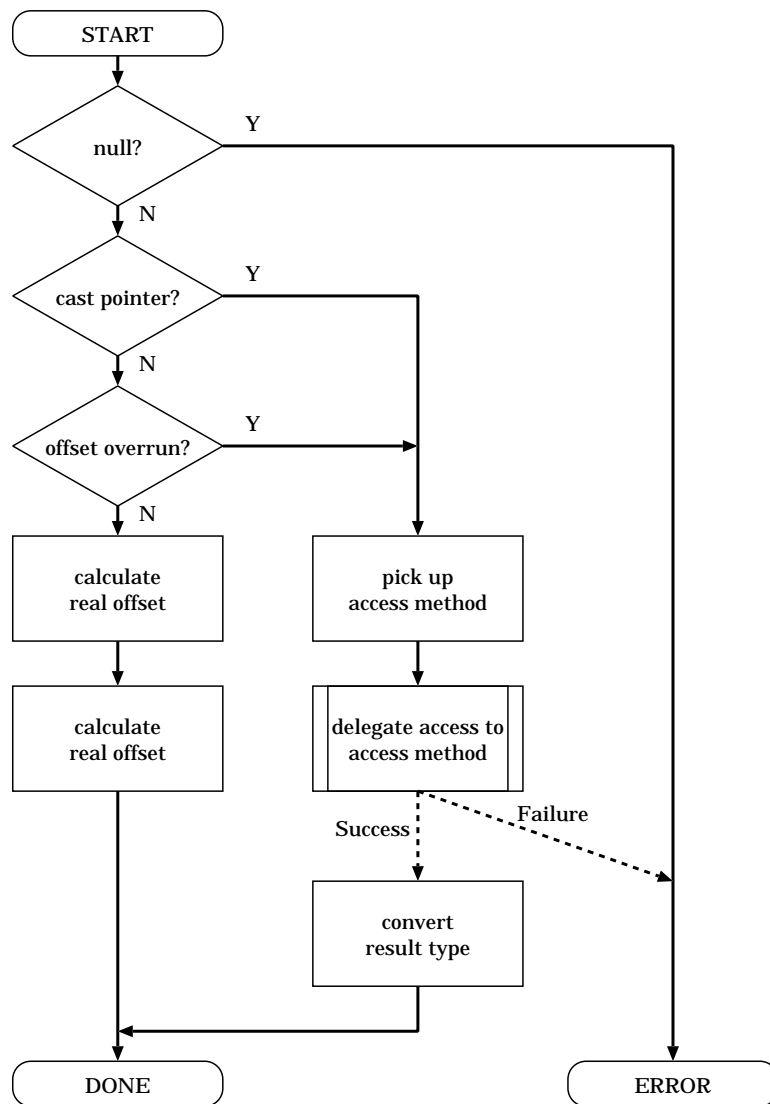 START
Y
null?
N
Y
cast pointer?
N
Y
offset overrun?
N
calculate
real offset
pick up
access method
calculate
real offset
delegate access to
access method
Success
Failure
convert
result type
DONE
ERROR